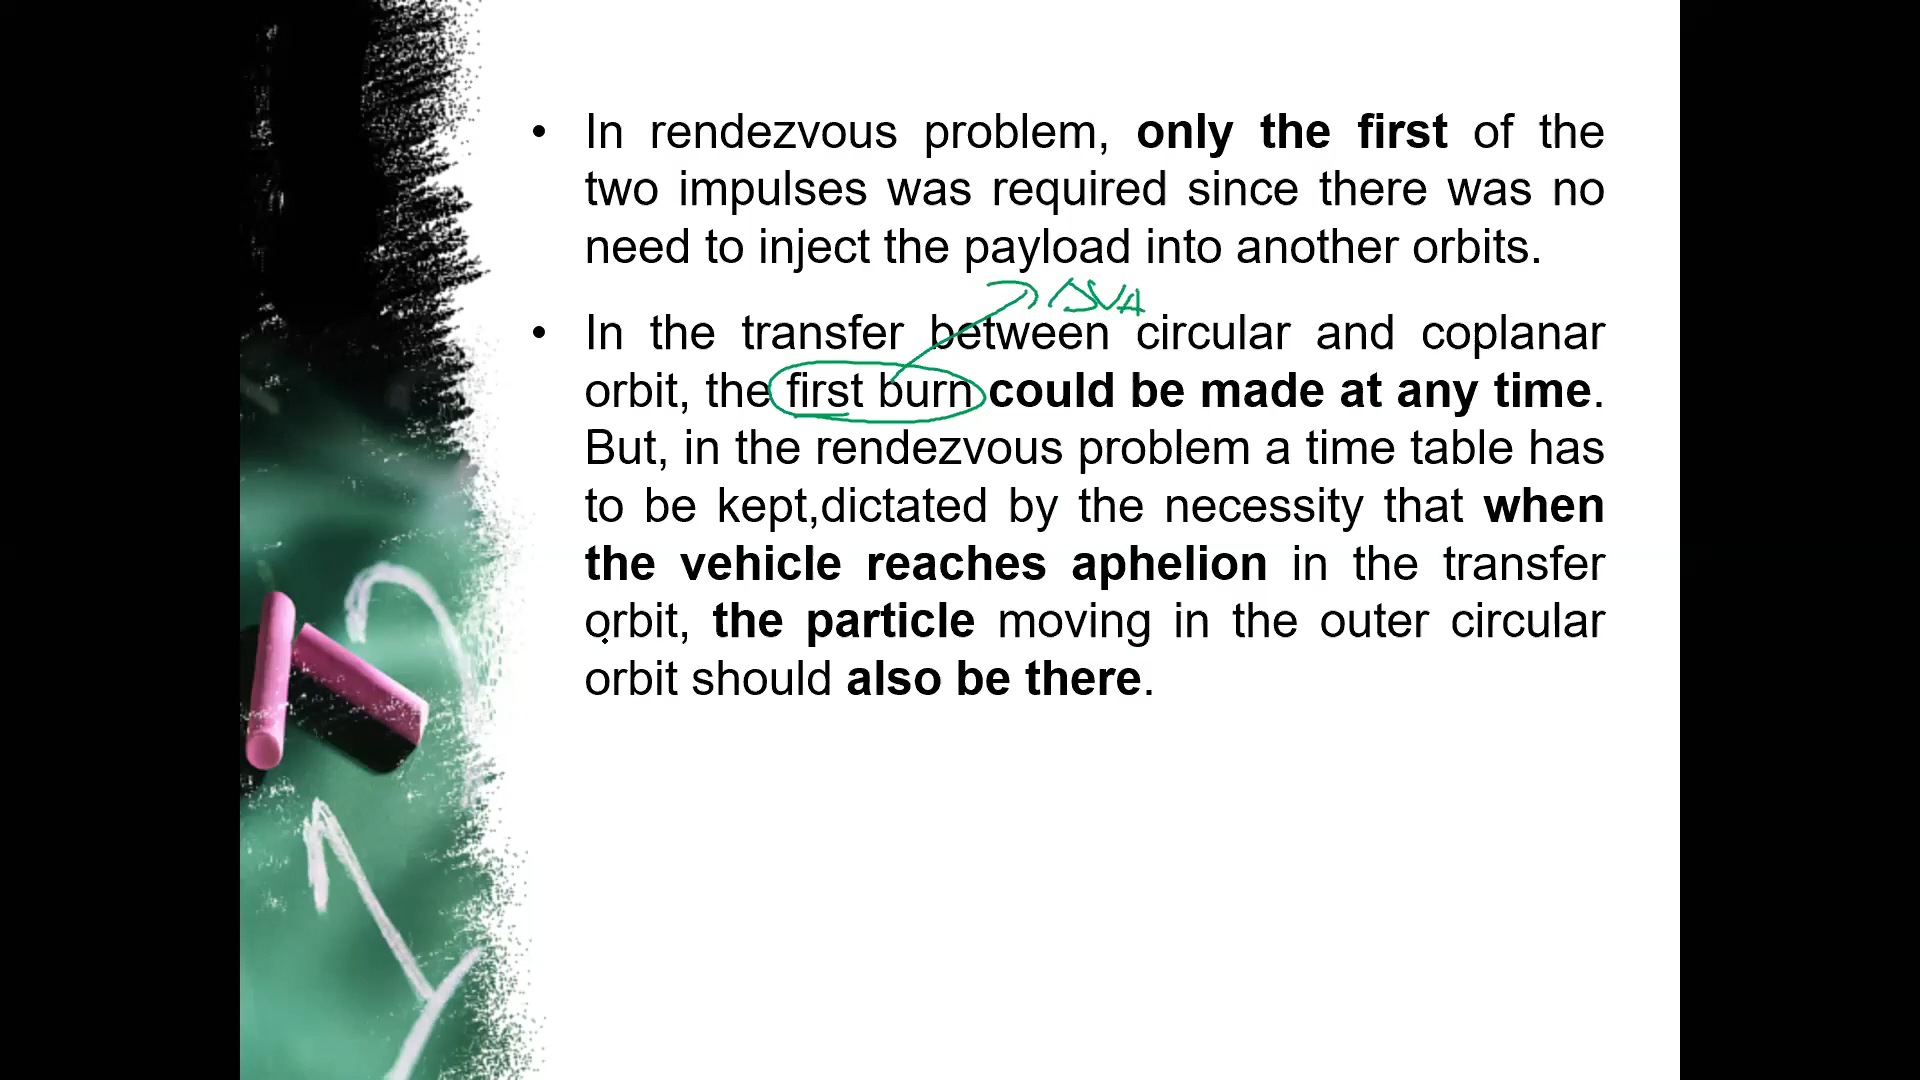 • In rendezvous problem, only the first of the
two impulses was required since there was no
need to inject the payload into another orbits.
ΔVA
• In the transfer between circular and coplanar
orbit, the first burn could be made at any time.
But, in the rendezvous problem a time table has
to be kept,dictated by the necessity that when
the vehicle reaches aphelion in the transfer
orbit, the particle moving in the outer circular
orbit should also be there.